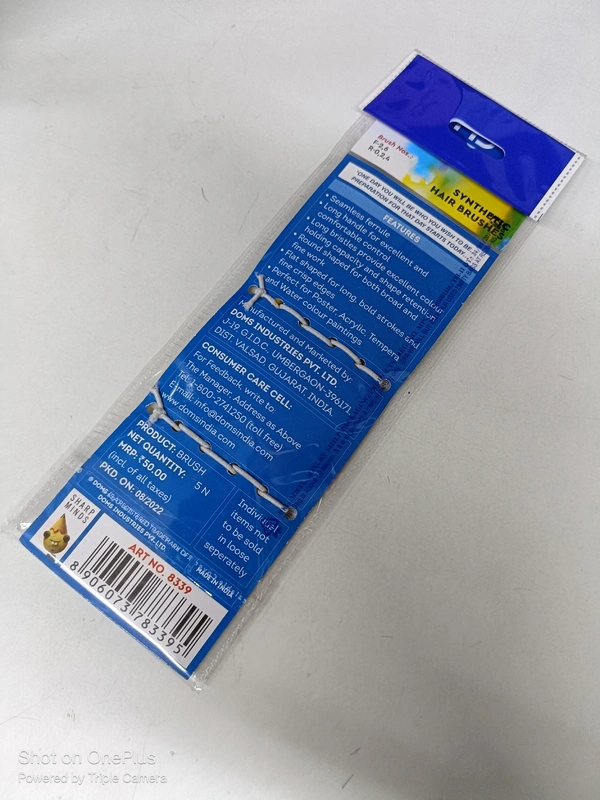 Brush Nos.:
F-2,6
R-0,2,4
SYNTHETIC
HAIR BRUSHES
"ONE DAY YOU WILL BE WHO YOU WISH TO BE,
PREPARATION FOR THAT DAY STARTS TODAY."
FEATURES
• Seamless ferrule
• Long handle for excellent and
comfortable control
• Long bristles provide excellent colour
holding capacity and shape retention
• Round shaped for both broad and
fine work
• Flat shaped for long, bold strokes and
fine crisp edges
• Perfect for Poster, Acrylic, Tempera
and Water colour paintings
Manufactured and Marketed by
DOMS INDUSTRIES PVT. LTD.
J-19, G.I.D.C., UMBERGAON-396171,
DIST. VALSAD, GUJARAT, INDIA.
CONSUMER CARE CELL:
For Feedback, write to:
The Manager, Address as Above
Tel: 1-800-2741250 (toll free)
E-mail: info@domsindia.com
www.domsindia.com
PRODUCT: BRUSH
NET QUANTITY: 5 N
MRP: ₹50.00
(incl. of all taxes)
PKD. ON: 08/2022
items not
to be sold
in loose
seperately
DOMS INDUSTRIES PVT. LTD.
MADE IN INDIA
SHARP
MINDS
ART NO. 8339
8 906073 783395
Shot on OnePlus
Powered by Triple Camera